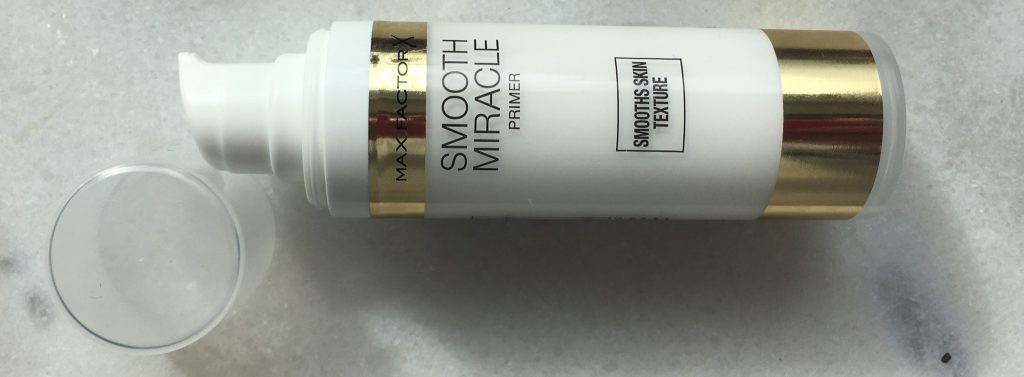 MAX FACTOR X
SMOOTH
MIRACLE
PRIMER
SMOOTHS SKIN
TEXTURE